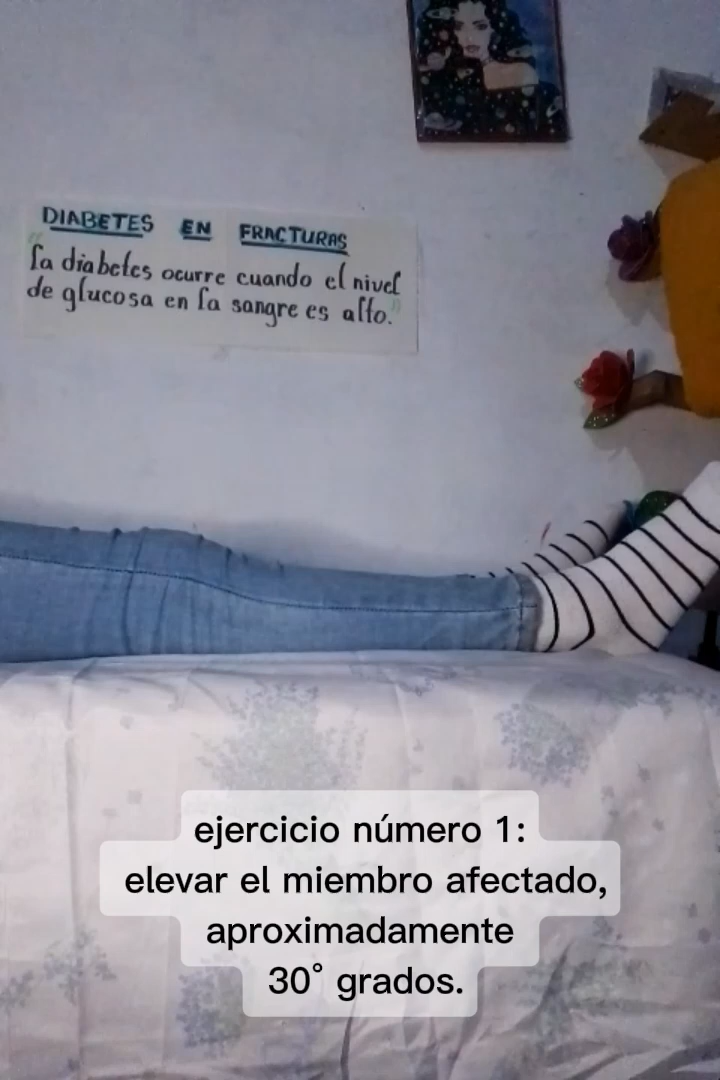 DIABETES EN FRACTURAS
"la diabetes ocurre cuando el nivel
de glucosa en la sangre es alto."
ejercicio número 1:
elevar el miembro afectado,
aproximadamente
30° grados.